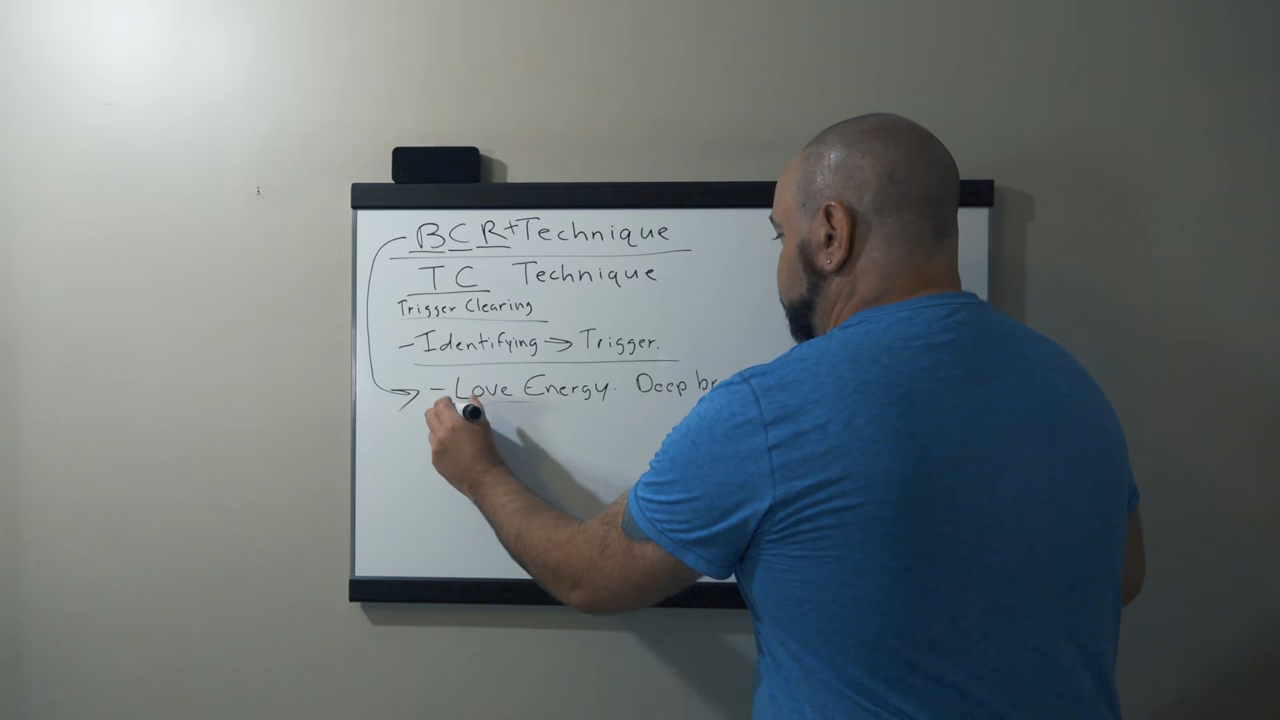 BCR+Technique
TC Technique
Trigger Clearing
-Identifying → Trigger.
-Love Energy. Deep